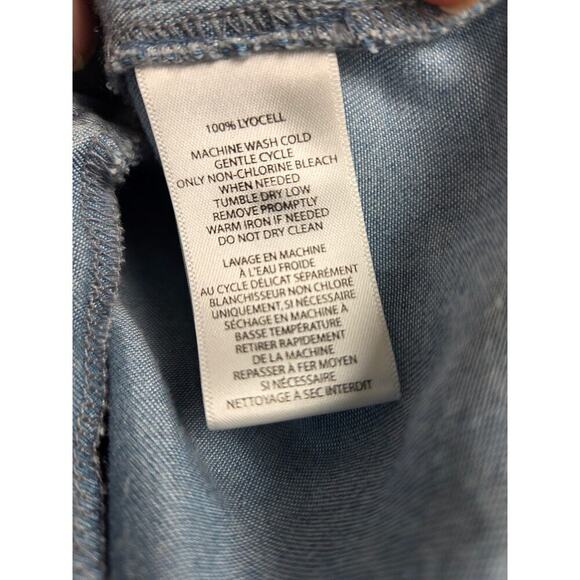 100% LYOCELL
MACHINE WASH COLD
GENTLE CYCLE
ONLY NON-CHLORINE BLEACH
WHEN NEEDED
TUMBLE DRY LOW
REMOVE PROMPTLY
WARM IRON IF NEEDED
DO NOT DRY CLEAN
LAVAGE EN MACHINE
À L'EAU FROIDE
AU CYCLE DÉLICAT SÉPARÉMENT
BLANCHISSEUR NON CHLORÉ
UNIQUEMENT, SI NÉCESSAIRE
SÉCHAGE EN MACHINE À
BASSE TEMPÉRATURE
RETIRER RAPIDEMENT
DE LA MACHINE
REPASSER À FER MOYEN
SI NÉCESSAIRE
NETTOYAGE À SEC INTERDIT